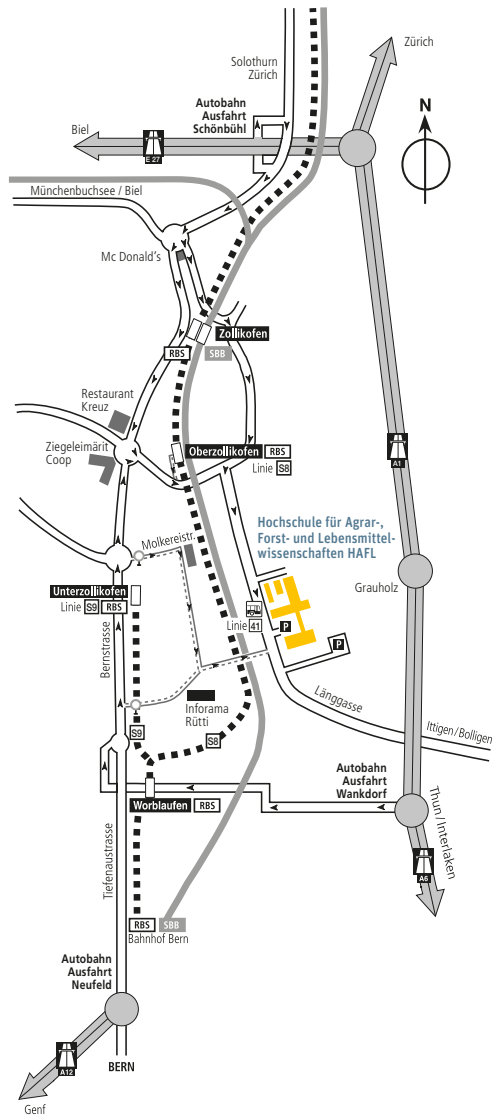 Zürich
Solothurn
Zürich
N
Autobahn
Ausfahrt
Schönbühl
Biel
E 27
Münchenbuchsee / Biel
Mc Donald's
Zollikofen
RBS
SBB
Restaurant
Kreuz
A1
Oberzollikofen RBS
Linie S8
Ziegeleimärit
Coop
Hochschule für Agrar-,
Forst- und Lebensmittel-
wissenschaften HAFL
Molkereistr.
Grauholz
Unterzollikofen
Linie S9 RBS
P
Linie 41
P
Bernstrasse
Länggasse
Inforama
Rütti
Ittigen/Bolligen
S9
S8
Autobahn
Ausfahrt
Wankdorf
Worblaufen RBS
Thun / Interlaken
A6
Tiefenaustrasse
RBS SBB
Bahnhof Bern
Autobahn
Ausfahrt
Neufeld
A12
BERN
Genf